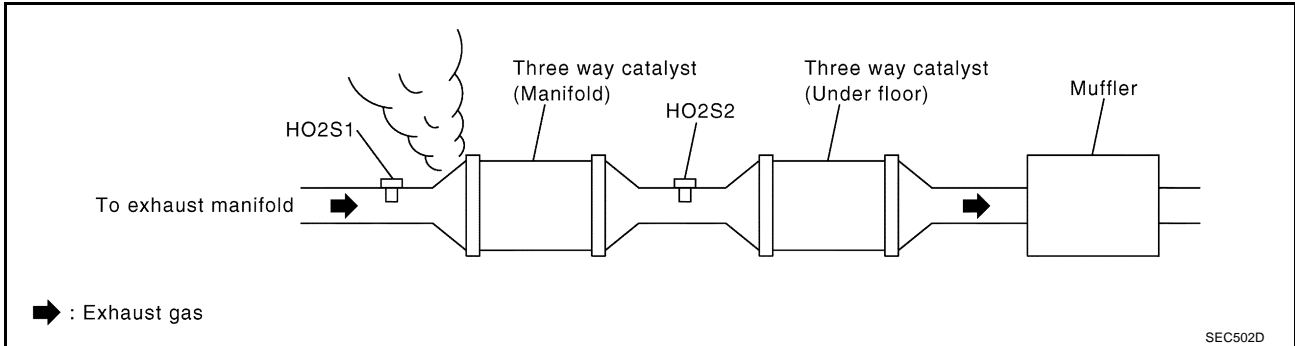 Three way catalyst
(Manifold)
Three way catalyst
(Under floor)
Muffler
HO2S1
HO2S2
To exhaust manifold
: Exhaust gas
SEC502D